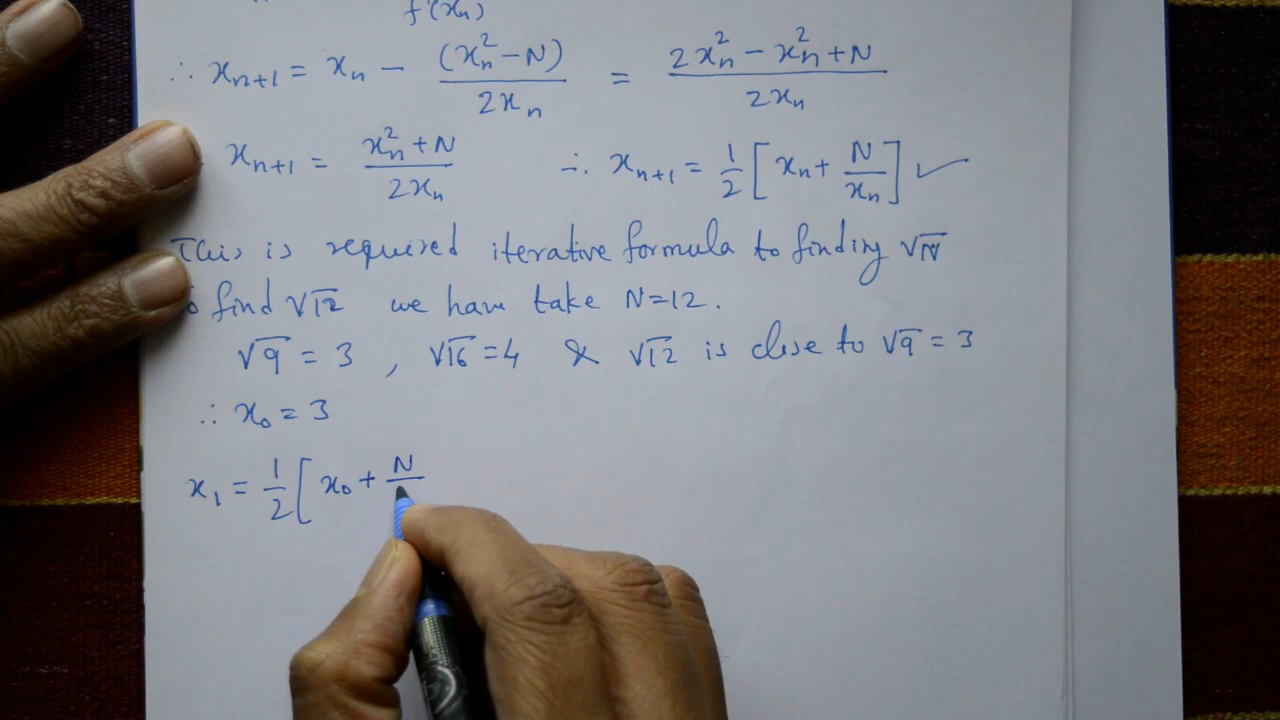 f'(xₙ)
∴ xₙ₊₁ = xₙ − (xₙ² − N) / 2xₙ = (2xₙ² − xₙ² + N) / 2xₙ
xₙ₊₁ = (xₙ² + N) / 2xₙ ∴ xₙ₊₁ = 1/2 [xₙ + N/xₙ] ✓
This is required iterative formula to finding √N
find √12 we have take N=12.
√9 = 3 , √16 = 4 & √12 is close to √9 = 3
∴ x₀ = 3
x₁ = 1/2 [x₀ + N/